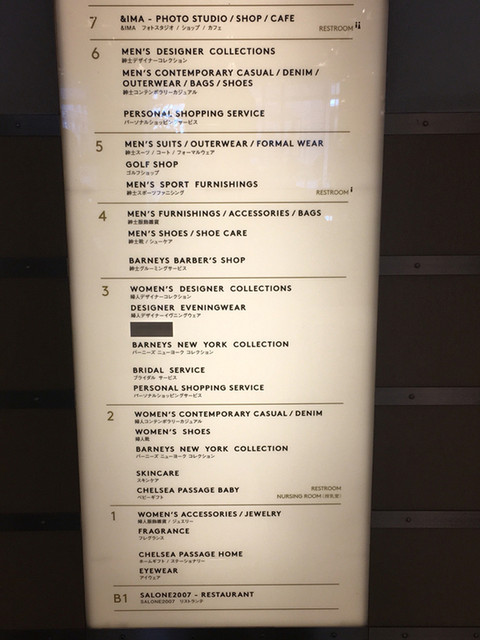 7 &IMA - PHOTO STUDIO / SHOP / CAFE
&IMA フォトスタジオ / ショップ / カフェ
RESTROOM
6 MEN'S DESIGNER COLLECTIONS
紳士デザイナーコレクション
MEN'S CONTEMPORARY CASUAL / DENIM /
OUTERWEAR / BAGS / SHOES
紳士コンテンポラリーカジュアル
PERSONAL SHOPPING SERVICE
パーソナルショッピングサービス
5 MEN'S SUITS / OUTERWEAR / FORMAL WEAR
紳士スーツ / コート / フォーマルウェア
GOLF SHOP
ゴルフショップ
MEN'S SPORT FURNISHINGS
紳士スポーツファニシング
RESTROOM
4 MEN'S FURNISHINGS / ACCESSORIES / BAGS
紳士服飾雑貨
MEN'S SHOES / SHOE CARE
紳士靴 / シューケア
BARNEYS BARBER'S SHOP
紳士グルーミングサービス
3 WOMEN'S DESIGNER COLLECTIONS
婦人デザイナーコレクション
DESIGNER EVENINGWEAR
婦人デザイナーイヴニングウェア
BARNEYS NEW YORK COLLECTION
バーニーズ ニューヨーク コレクション
BRIDAL SERVICE
ブライダル サービス
PERSONAL SHOPPING SERVICE
パーソナルショッピングサービス
2 WOMEN'S CONTEMPORARY CASUAL / DENIM
婦人コンテンポラリーカジュアル
WOMEN'S SHOES
婦人靴
BARNEYS NEW YORK COLLECTION
バーニーズ ニューヨーク コレクション
SKINCARE
スキンケア
CHELSEA PASSAGE BABY
ベビーギフト
RESTROOM
NURSING ROOM (授乳室)
1 WOMEN'S ACCESSORIES / JEWELRY
婦人服飾雑貨 / ジュエリー
FRAGRANCE
フレグランス
CHELSEA PASSAGE HOME
ホームギフト / ステーショナリー
EYEWEAR
アイウェア
B1 SALONE2007 - RESTAURANT
SALONE2007 リストランテ